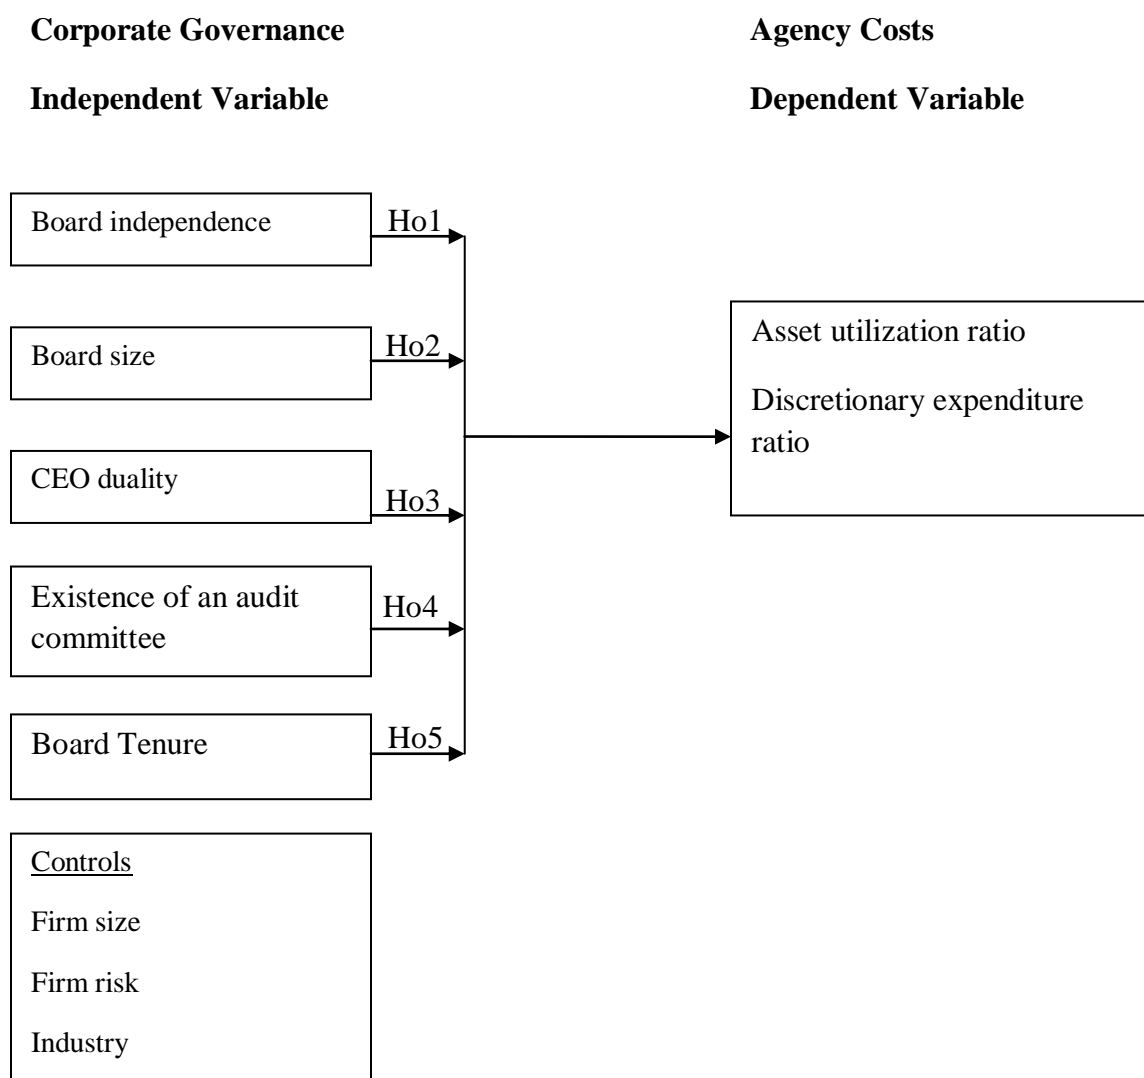 Corporate Governance
Agency Costs
Independent Variable
Dependent Variable
Board independence
Ho1
Board size
Ho2
CEO duality
Ho3
Existence of an audit
committee
Ho4
Board Tenure
Ho5
Controls
Firm size
Firm risk
Industry
Asset utilization ratio
Discretionary expenditure
ratio